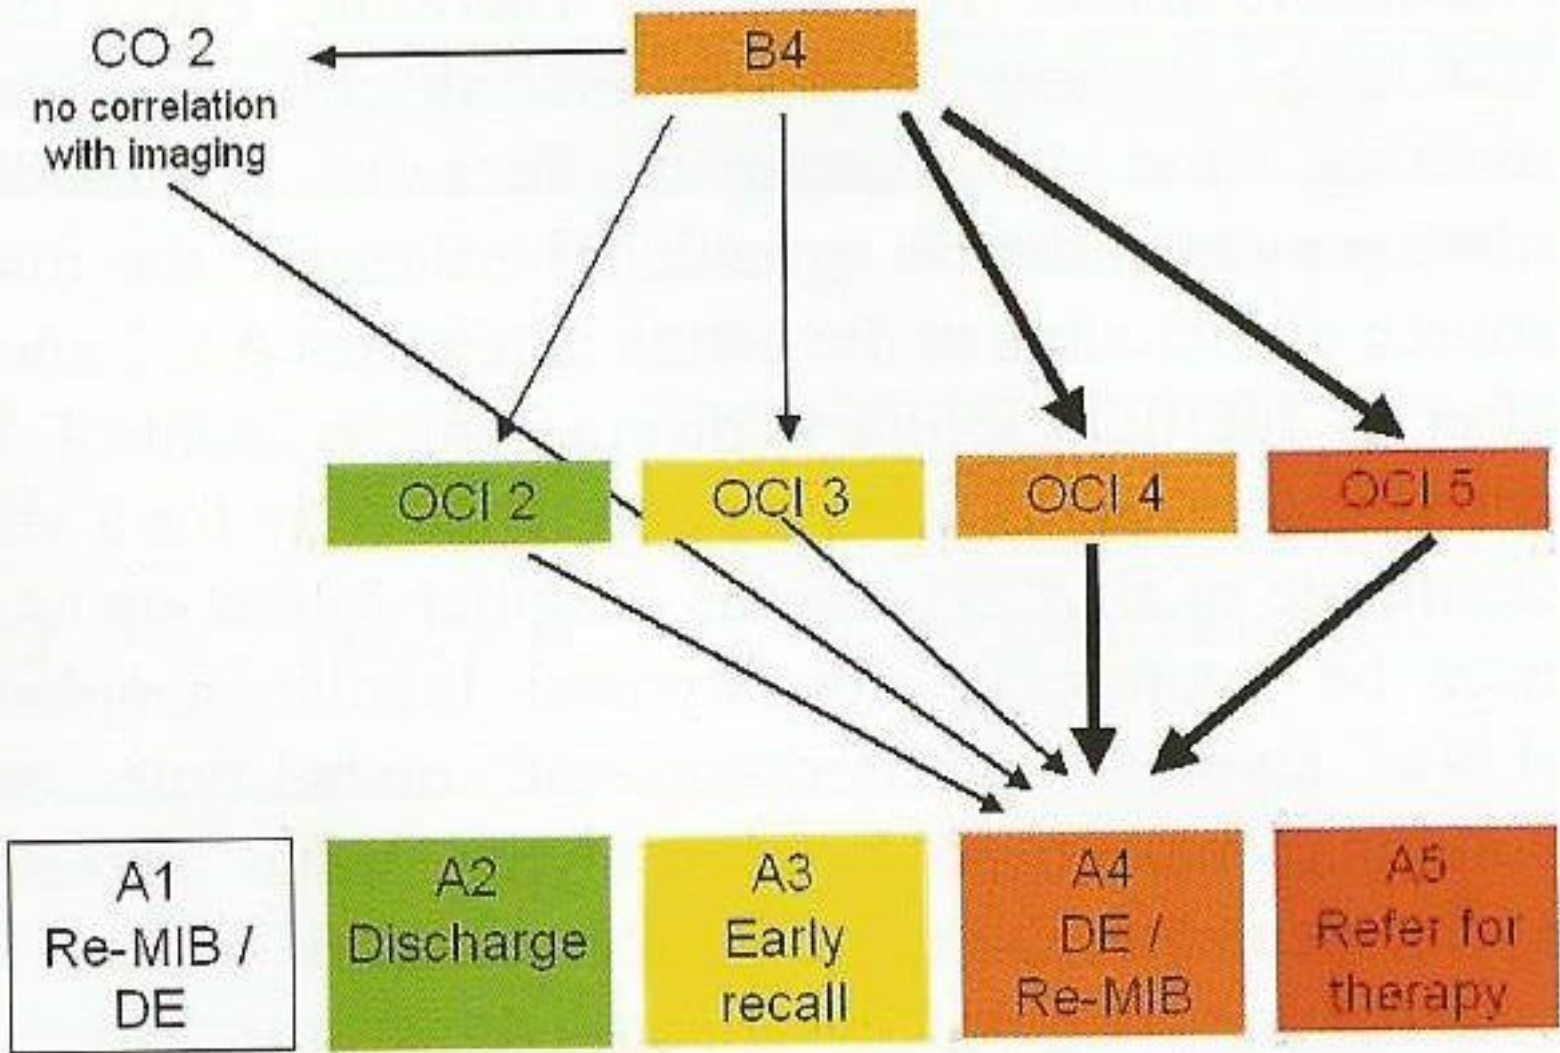 CO 2
no correlation
with imaging
B4
OCI 2
OCI 3
OCI 4
OCI 5
A1
Re-MIB /
DE
A2
Discharge
A3
Early
recall
A4
DE /
Re-MIB
A5
Refer for
therapy